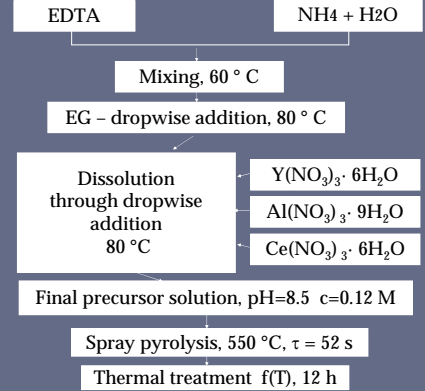 EDTA
NH4 + H2O
Mixing, 60 ° C
EG – dropwise addition, 80 ° C
Dissolution
through dropwise
addition
80 °C
Y(NO₃)₃· 6H₂O
Al(NO₃)₃· 9H₂O
Ce(NO₃)₃· 6H₂O
Final precursor solution, pH=8.5 c=0.12 M
Spray pyrolysis, 550 °C, τ = 52 s
Thermal treatment f(T), 12 h